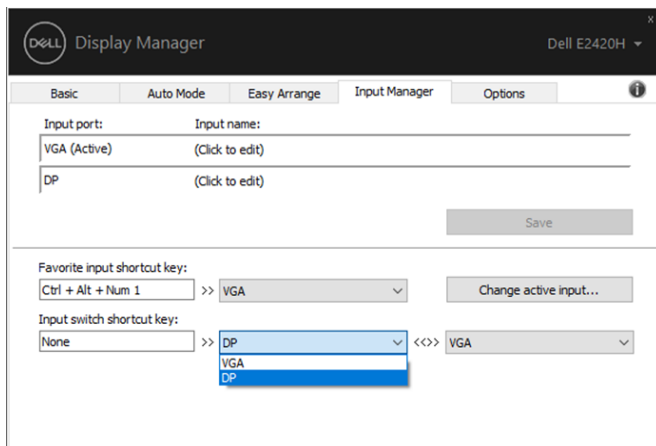 x
DELL Display Manager Dell E2420H
Basic Auto Mode Easy Arrange Input Manager Options i
Input port: Input name:
VGA (Active) (Click to edit)
DP (Click to edit)
Save
Favorite input shortcut key:
Ctrl + Alt + Num 1 >> VGA Change active input...
Input switch shortcut key:
None >> DP <<>> VGA
VGA
DP